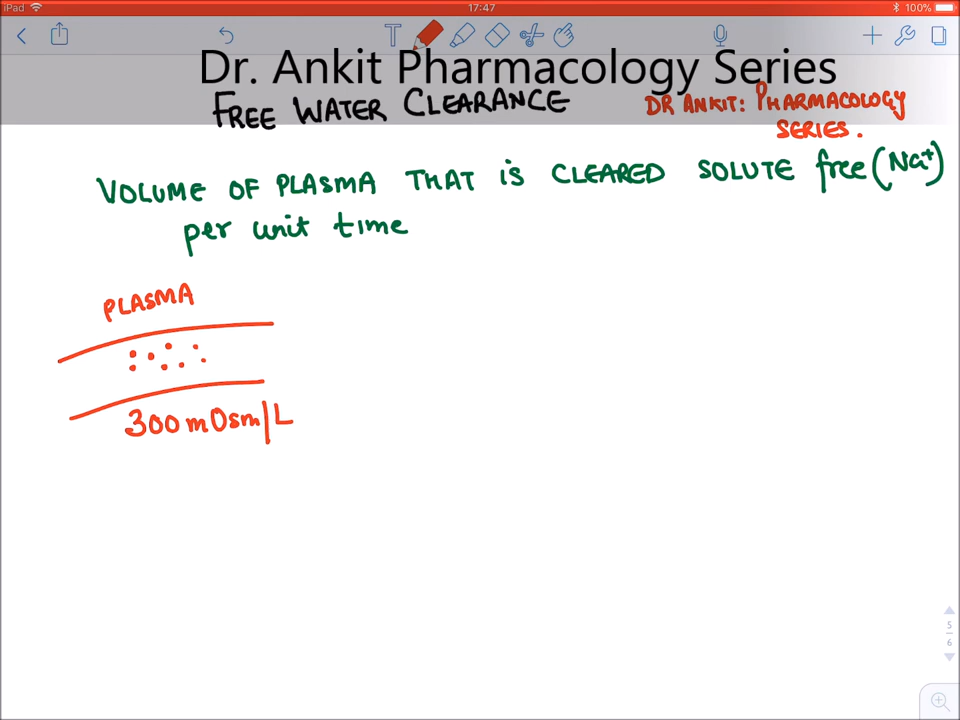 iPad 17:47 100%
T
Dr. Ankit Pharmacology Series
FREE WATER CLEARANCE
DR ANKIT: PHARMACOLOGY
SERIES.
VOLUME OF PLASMA THAT is CLEARED SOLUTE free (Na+)
per unit time
PLASMA
300 mOsm/L
5
6